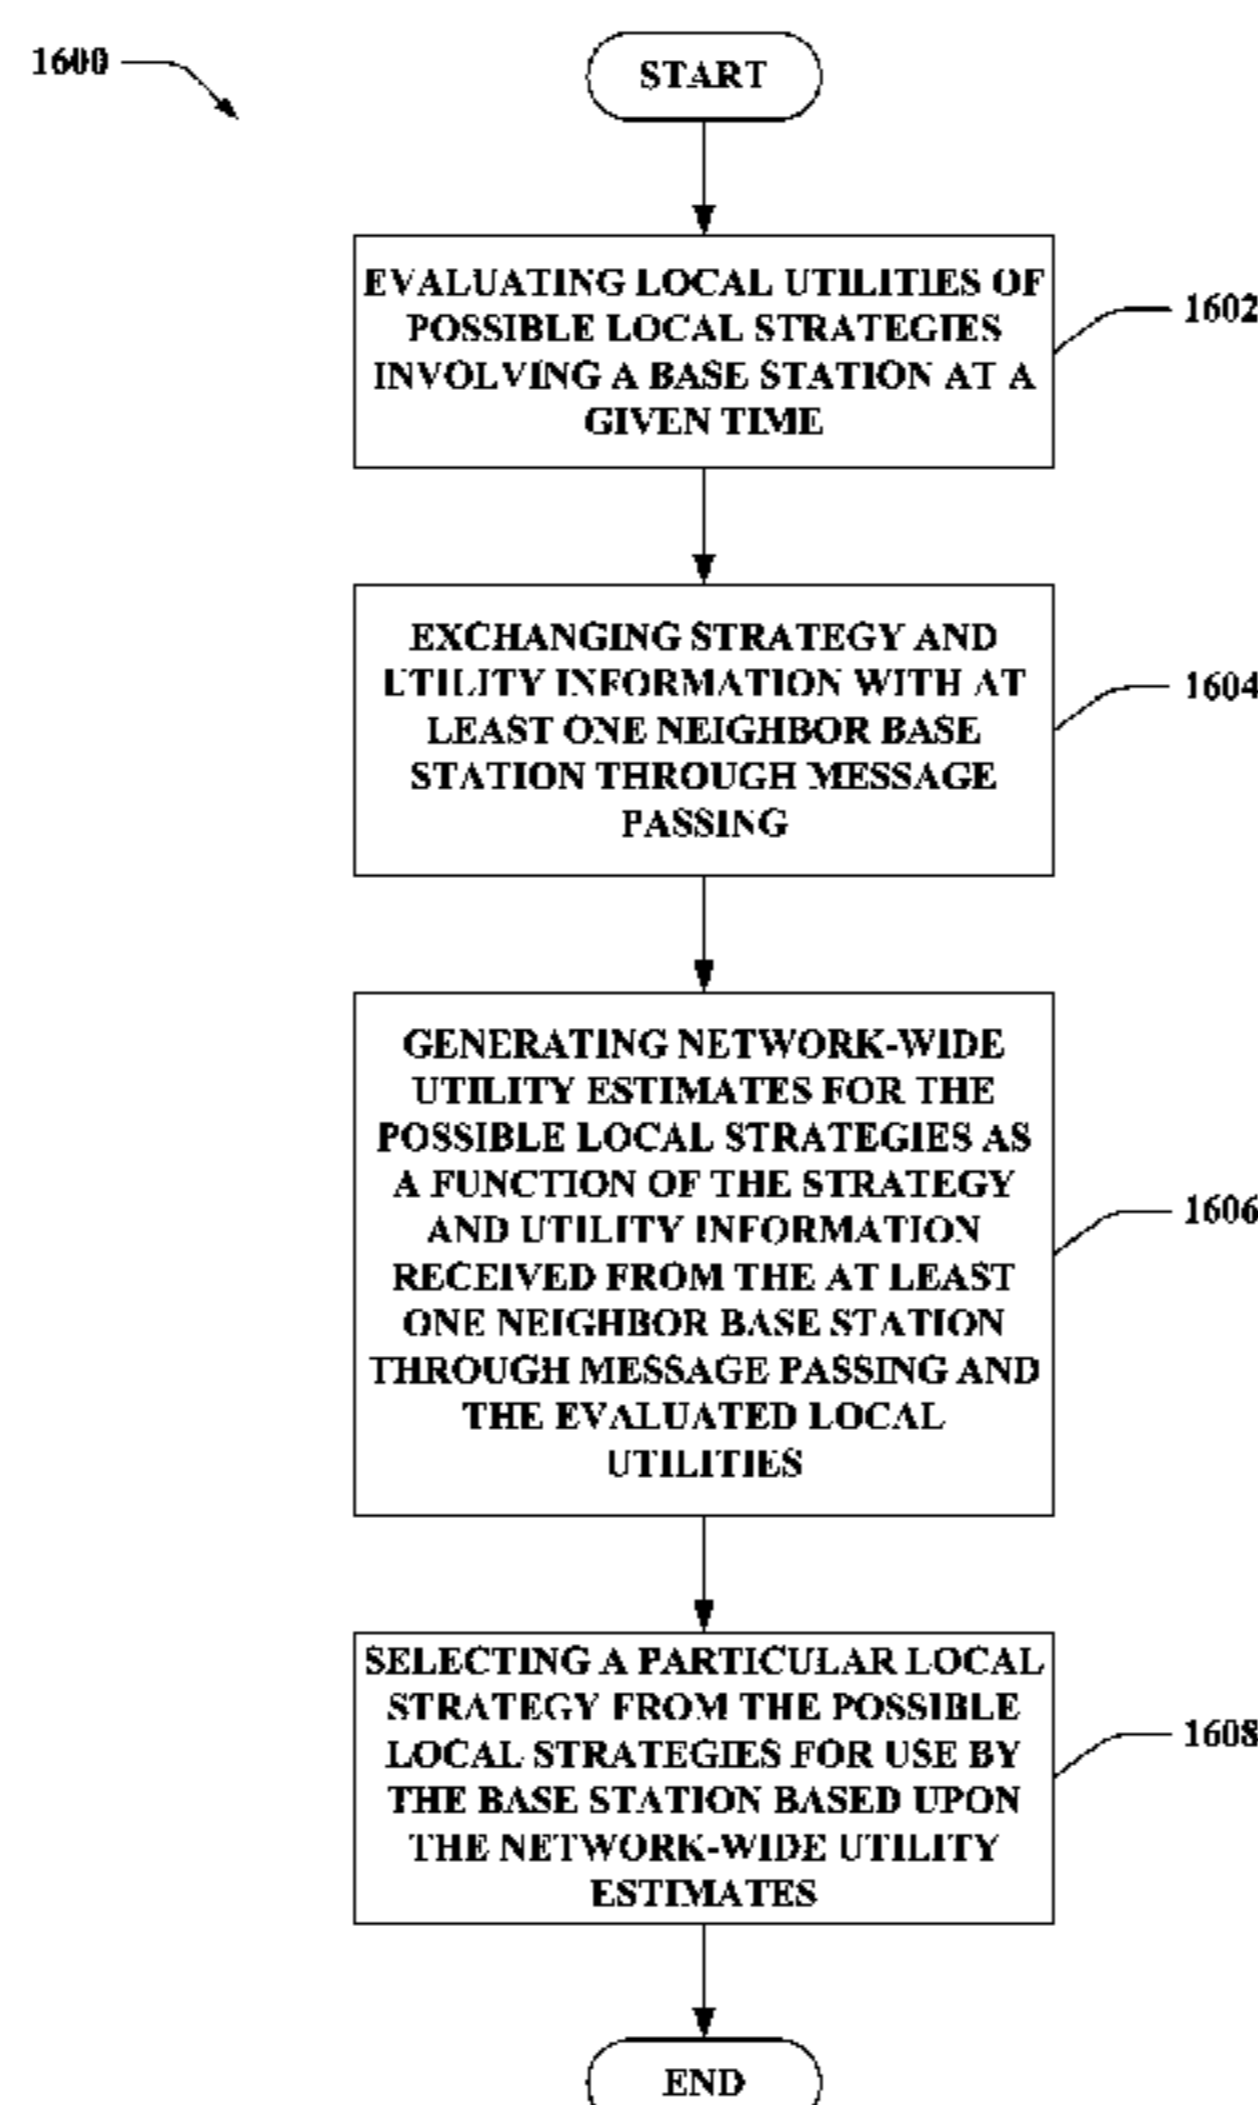 1600
START
EVALUATING LOCAL UTILITIES OF
POSSIBLE LOCAL STRATEGIES
INVOLVING A BASE STATION AT A
GIVEN TIME
1602
EXCHANGING STRATEGY AND
UTILITY INFORMATION WITH AT
LEAST ONE NEIGHBOR BASE
STATION THROUGH MESSAGE
PASSING
1604
GENERATING NETWORK-WIDE
UTILITY ESTIMATES FOR THE
POSSIBLE LOCAL STRATEGIES AS
A FUNCTION OF THE STRATEGY
AND UTILITY INFORMATION
RECEIVED FROM THE AT LEAST
ONE NEIGHBOR BASE STATION
THROUGH MESSAGE PASSING AND
THE EVALUATED LOCAL
UTILITIES
1606
SELECTING A PARTICULAR LOCAL
STRATEGY FROM THE POSSIBLE
LOCAL STRATEGIES FOR USE BY
THE BASE STATION BASED UPON
THE NETWORK-WIDE UTILITY
ESTIMATES
1608
END